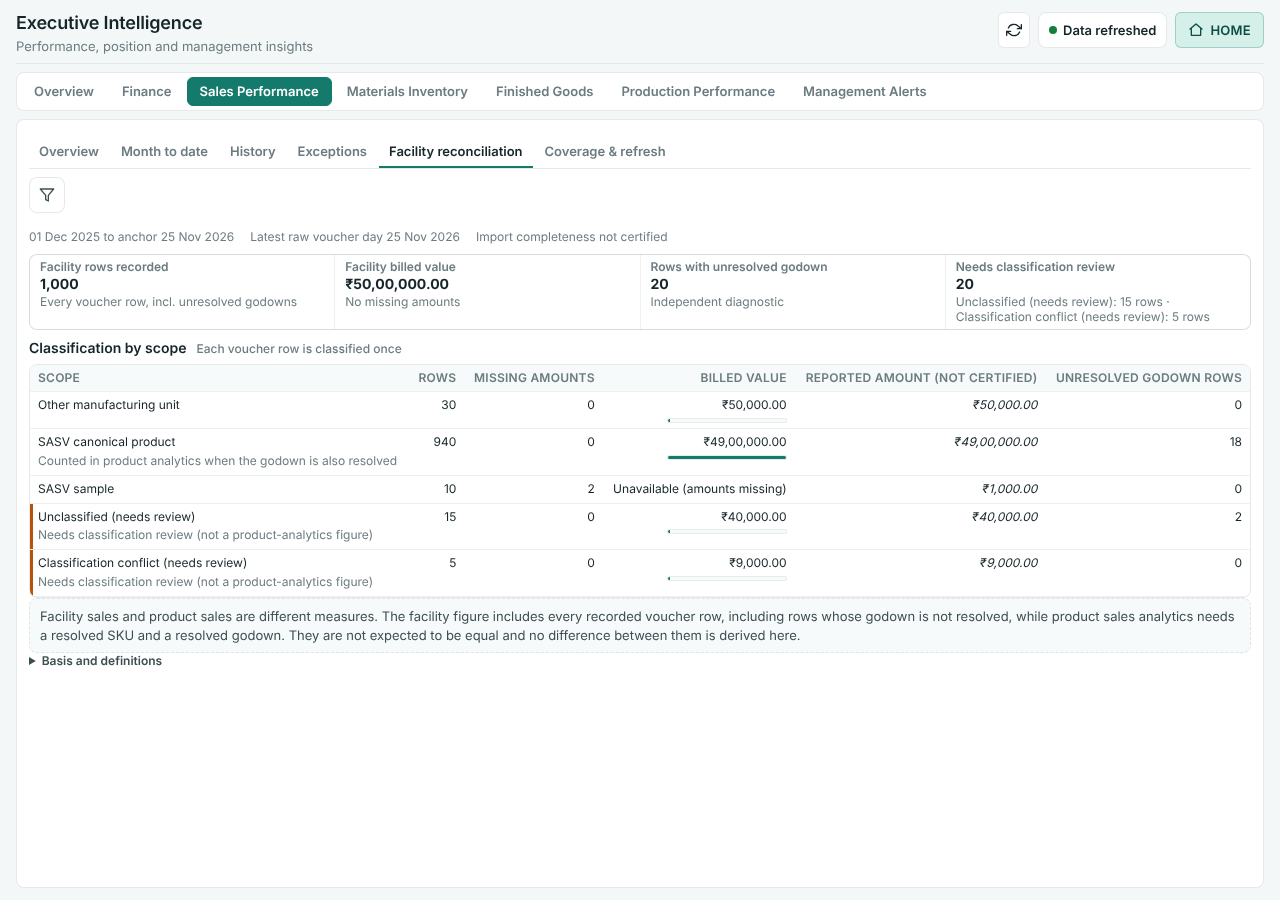 Executive Intelligence
Performance, position and management insights
Data refreshed
HOME
Overview Finance Sales Performance Materials Inventory Finished Goods Production Performance Management Alerts
Overview Month to date History Exceptions Facility reconciliation Coverage & refresh
01 Dec 2025 to anchor 25 Nov 2026 Latest raw voucher day 25 Nov 2026 Import completeness not certified
Facility rows recorded
1,000
Every voucher row, incl. unresolved godowns
Facility billed value
₹50,00,000.00
No missing amounts
Rows with unresolved godown
20
Independent diagnostic
Needs classification review
20
Unclassified (needs review): 15 rows ·
Classification conflict (needs review): 5 rows
Classification by scope Each voucher row is classified once
SCOPE ROWS MISSING AMOUNTS BILLED VALUE REPORTED AMOUNT (NOT CERTIFIED) UNRESOLVED GODOWN ROWS
Other manufacturing unit 30 0 ₹50,000.00 ₹50,000.00 0
SASV canonical product 940 0 ₹49,00,000.00 ₹49,00,000.00 18
Counted in product analytics when the godown is also resolved
SASV sample 10 2 Unavailable (amounts missing) ₹1,000.00 0
Unclassified (needs review) 15 0 ₹40,000.00 ₹40,000.00 2
Needs classification review (not a product-analytics figure)
Classification conflict (needs review) 5 0 ₹9,000.00 ₹9,000.00 0
Needs classification review (not a product-analytics figure)
Facility sales and product sales are different measures. The facility figure includes every recorded voucher row, including rows whose godown is not resolved, while product sales analytics needs
a resolved SKU and a resolved godown. They are not expected to be equal and no difference between them is derived here.
Basis and definitions